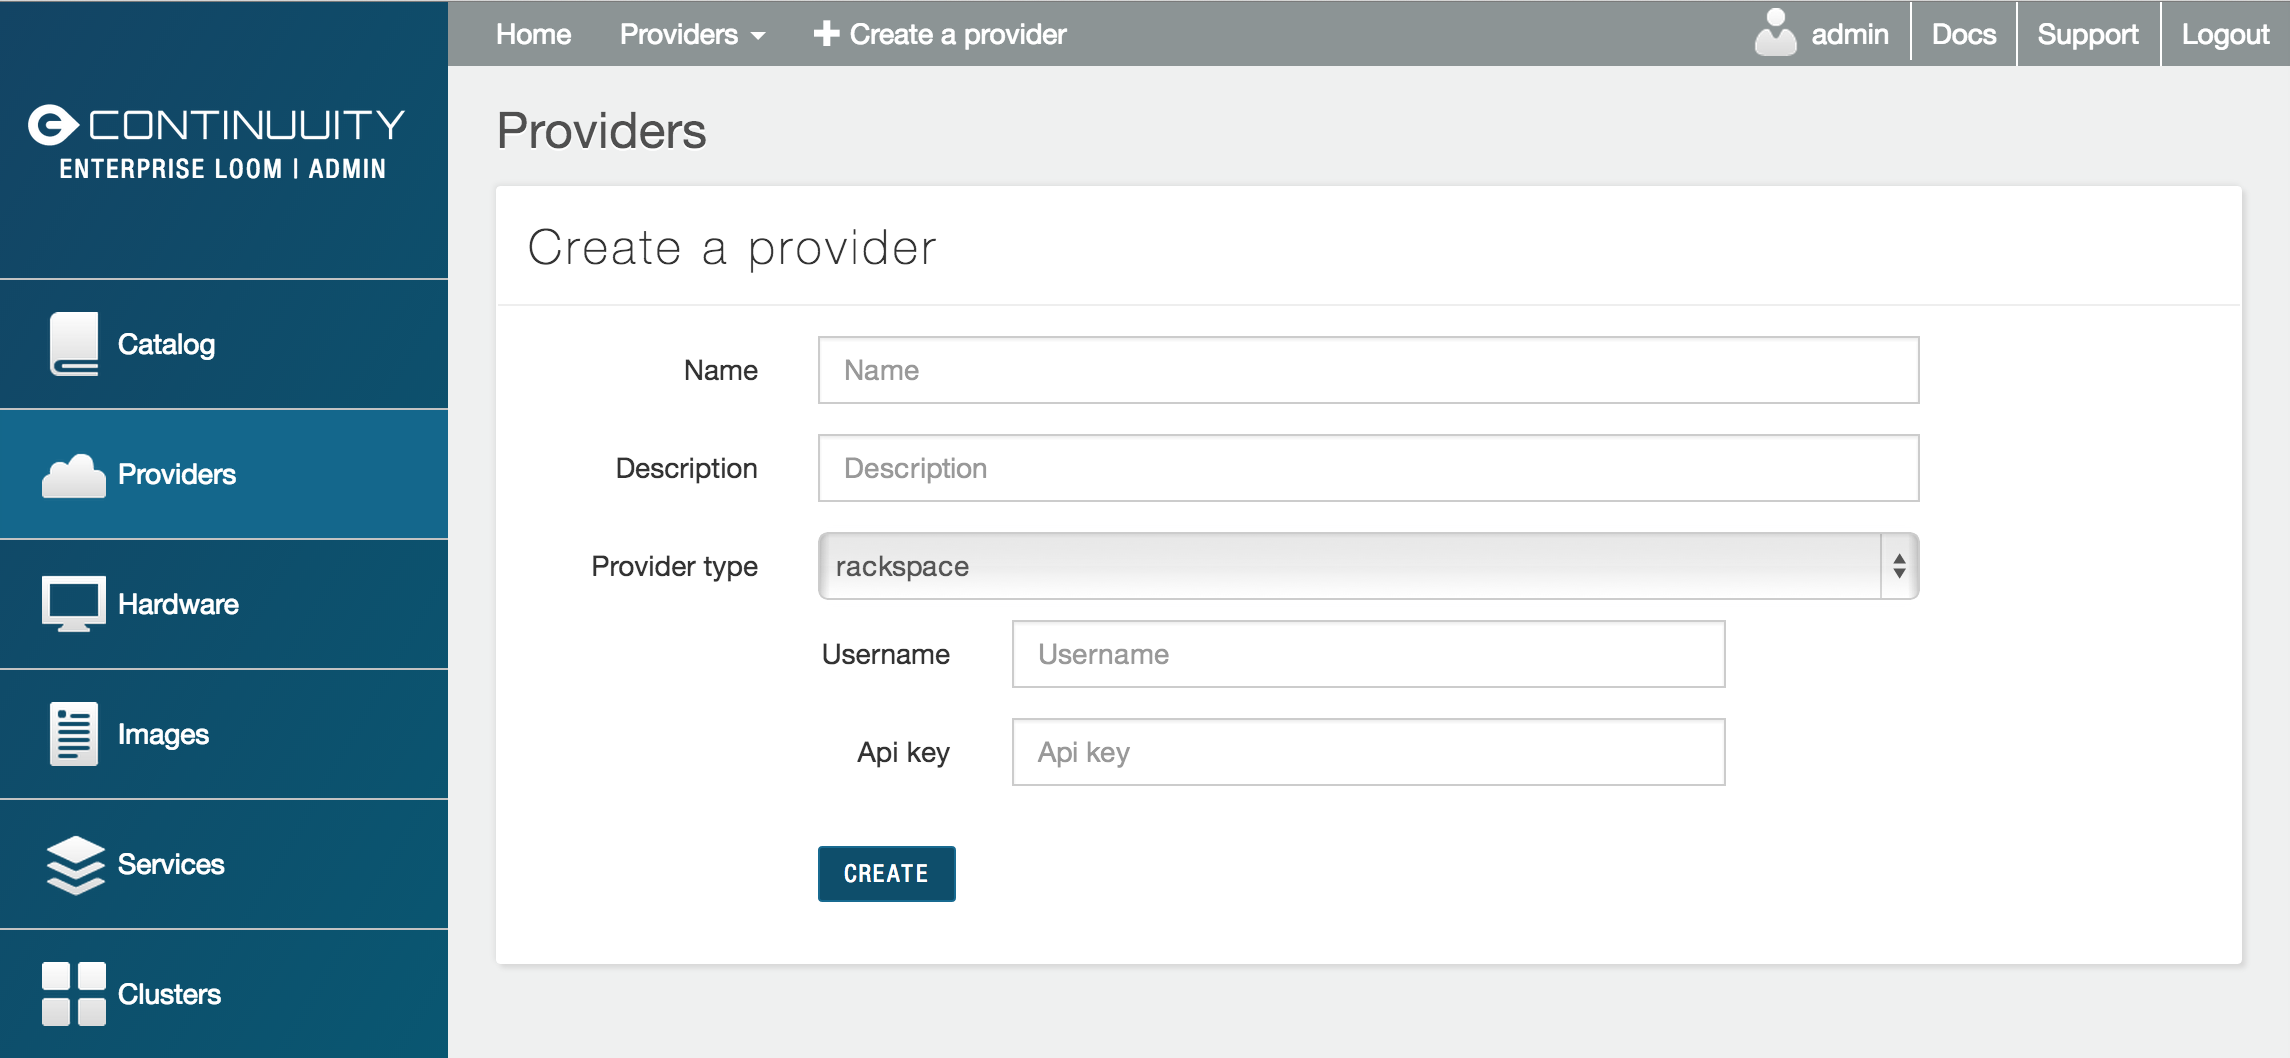 Home Providers Create a provider admin Docs Support Logout
CONTINUUITY
ENTERPRISE LOOM | ADMIN
Catalog
Providers
Hardware
Images
Services
Clusters
Providers
Create a provider
Name Name
Description Description
Provider type rackspace
Username Username
Api key Api key
CREATE